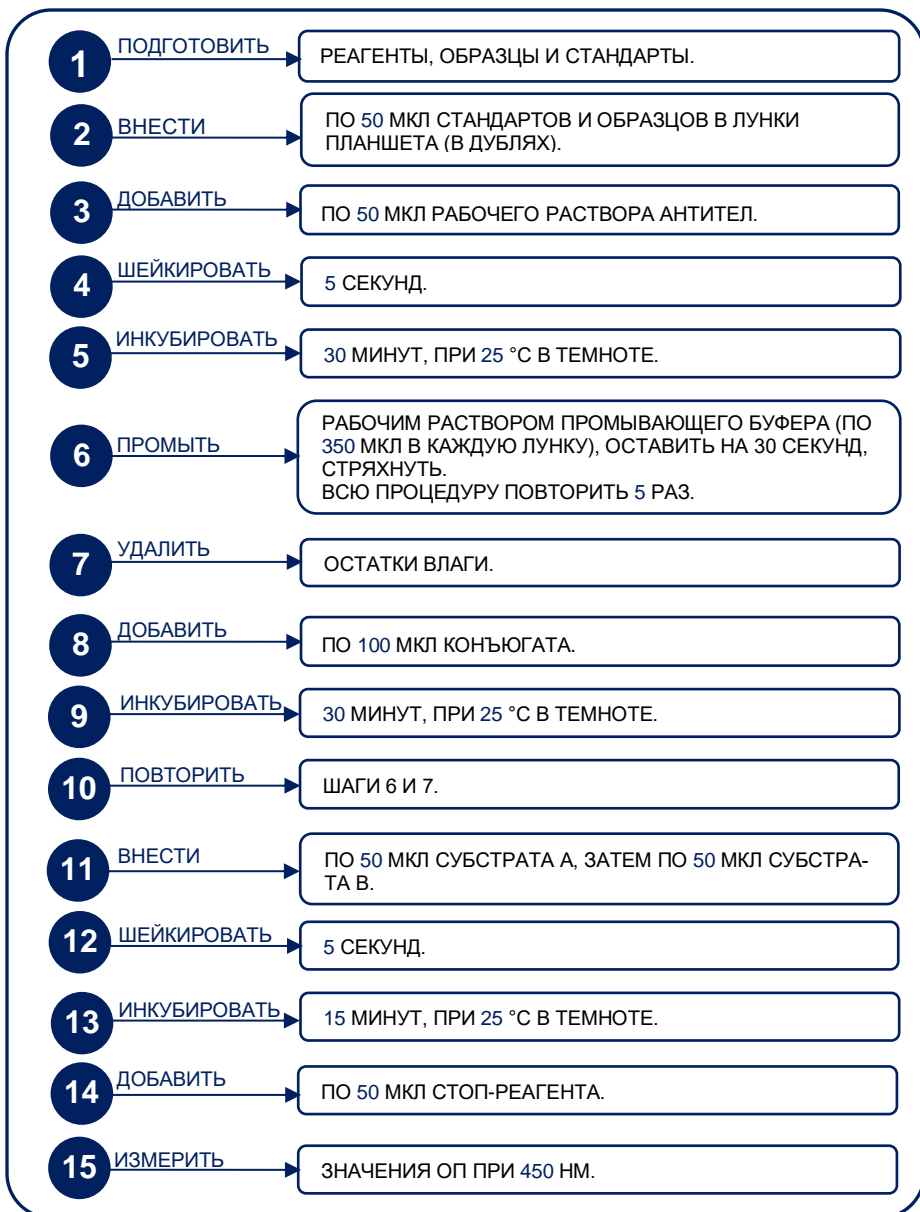 1
ПОДГОТОВИТЬ
РЕАГЕНТЫ, ОБРАЗЦЫ И СТАНДАРТЫ.
2
ВНЕСТИ
ПО 50 МКЛ СТАНДАРТОВ И ОБРАЗЦОВ В ЛУНКИ
ПЛАНШЕТА (В ДУБЛЯХ).
3
ДОБАВИТЬ
ПО 50 МКЛ РАБОЧЕГО РАСТВОРА АНТИТЕЛ.
4
ШЕЙКИРОВАТЬ
5 СЕКУНД.
5
ИНКУБИРОВАТЬ
30 МИНУТ, ПРИ 25 °С В ТЕМНОТЕ.
6
ПРОМЫТЬ
РАБОЧИМ РАСТВОРОМ ПРОМЫВАЮЩЕГО БУФЕРА (ПО
350 МКЛ В КАЖДУЮ ЛУНКУ), ОСТАВИТЬ НА 30 СЕКУНД,
СТРЯХНУТЬ.
ВСЮ ПРОЦЕДУРУ ПОВТОРИТЬ 5 РАЗ.
7
УДАЛИТЬ
ОСТАТКИ ВЛАГИ.
8
ДОБАВИТЬ
ПО 100 МКЛ КОНЪЮГАТА.
9
ИНКУБИРОВАТЬ
30 МИНУТ, ПРИ 25 °С В ТЕМНОТЕ.
10
ПОВТОРИТЬ
ШАГИ 6 И 7.
11
ВНЕСТИ
ПО 50 МКЛ СУБСТРАТА А, ЗАТЕМ ПО 50 МКЛ СУБСТРА-
ТА В.
12
ШЕЙКИРОВАТЬ
5 СЕКУНД.
13
ИНКУБИРОВАТЬ
15 МИНУТ, ПРИ 25 °С В ТЕМНОТЕ.
14
ДОБАВИТЬ
ПО 50 МКЛ СТОП-РЕАГЕНТА.
15
ИЗМЕРИТЬ
ЗНАЧЕНИЯ ОП ПРИ 450 НМ.